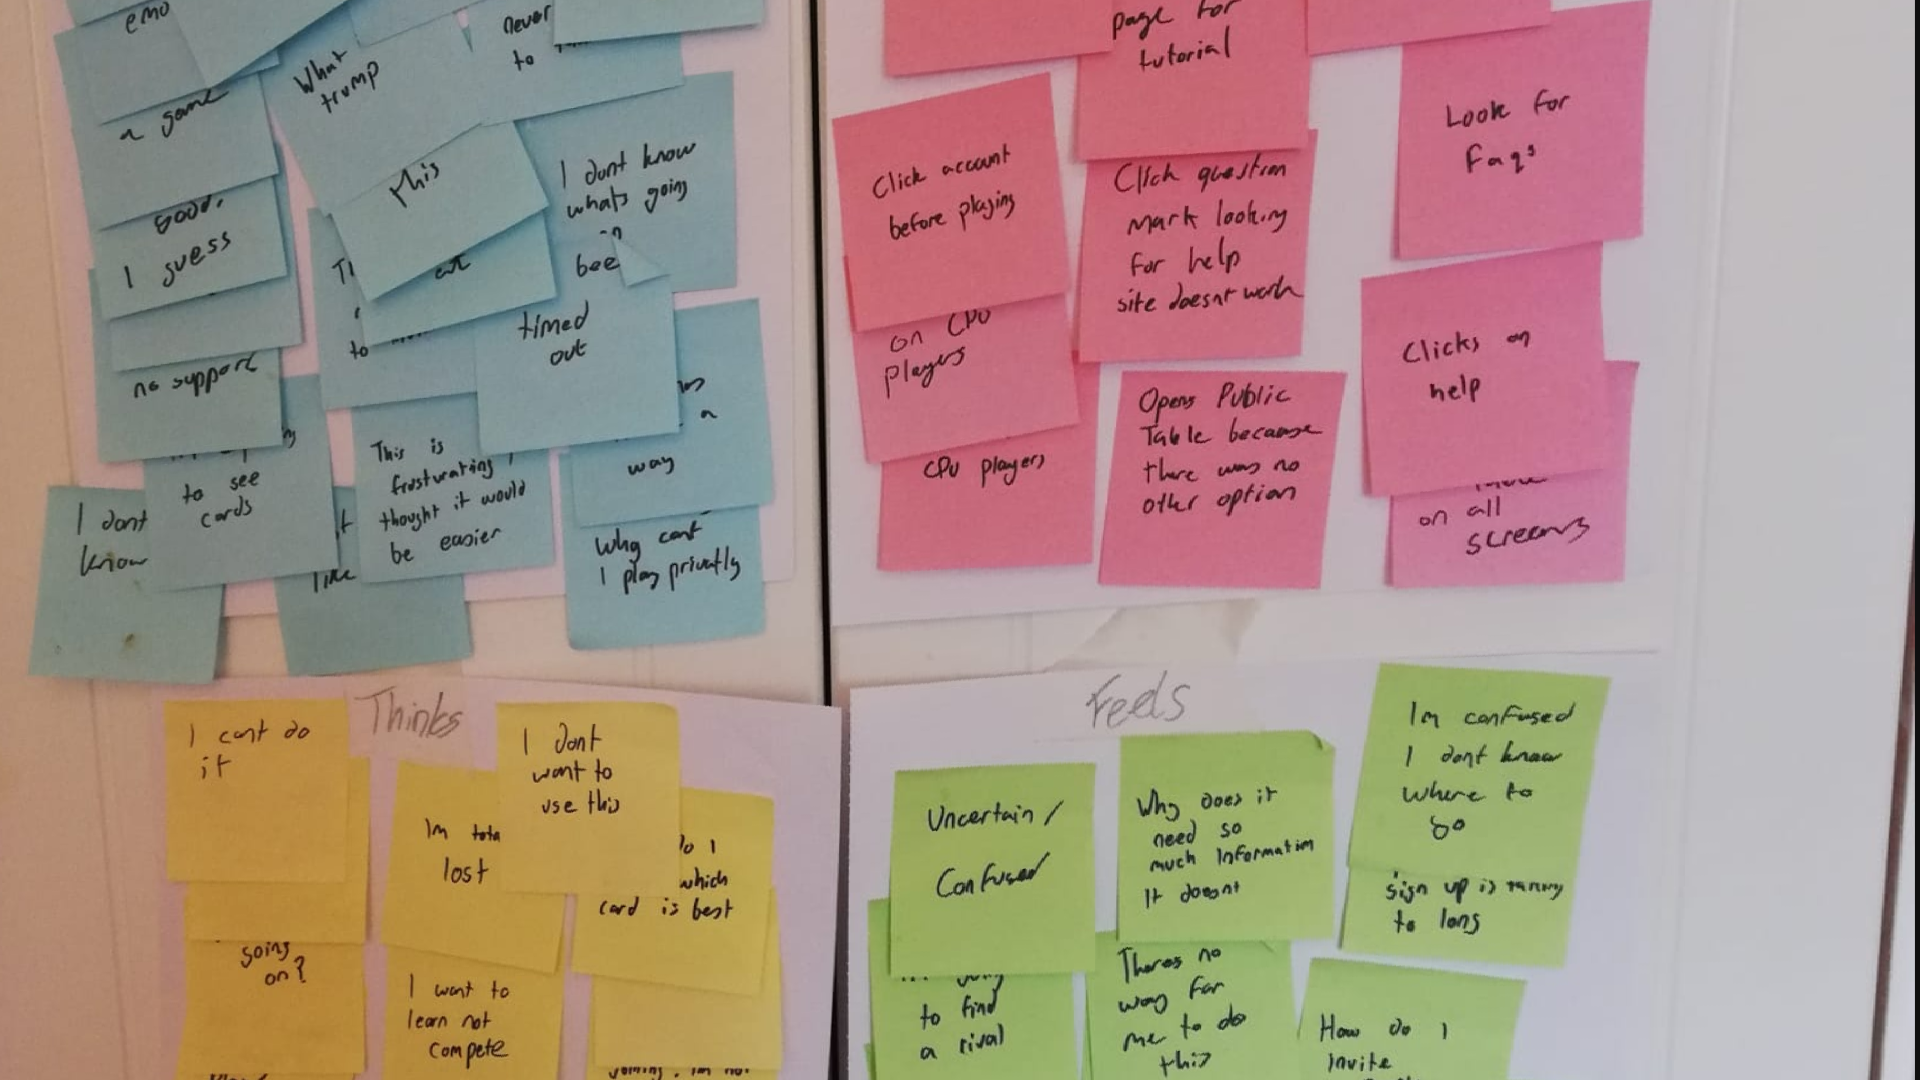 emo
a game
good,
I guess
no support
to see
cards
I dont
know
What
trump
this
to
This is
frusturating,
thought it would
be easier
like
never
to
I dont know
whats going
on
bee
timed
out
a
way
Why cant
I play privatly
page for
tutorial
Click account
before playing
on CPU
players
CPU players
Click question
mark looking
for help
site doesnt work
Opens Public
Table because
there was no
other option
Look for
Faqs
Clicks on
help
on all
screens
Thinks
I cant do
it
going
on?
Im tota
lost
I want to
learn not
compete
I dont
want to
use this
do I
which
card is best
joining, im not
Feels
Uncertain /
Confused
to find
a rival
Why does it
need so
much information
It doesnt
Theres no
way for
me to do
this
Im confused
I dont know
where to
go
sign up is taking
to long
How do I
invite